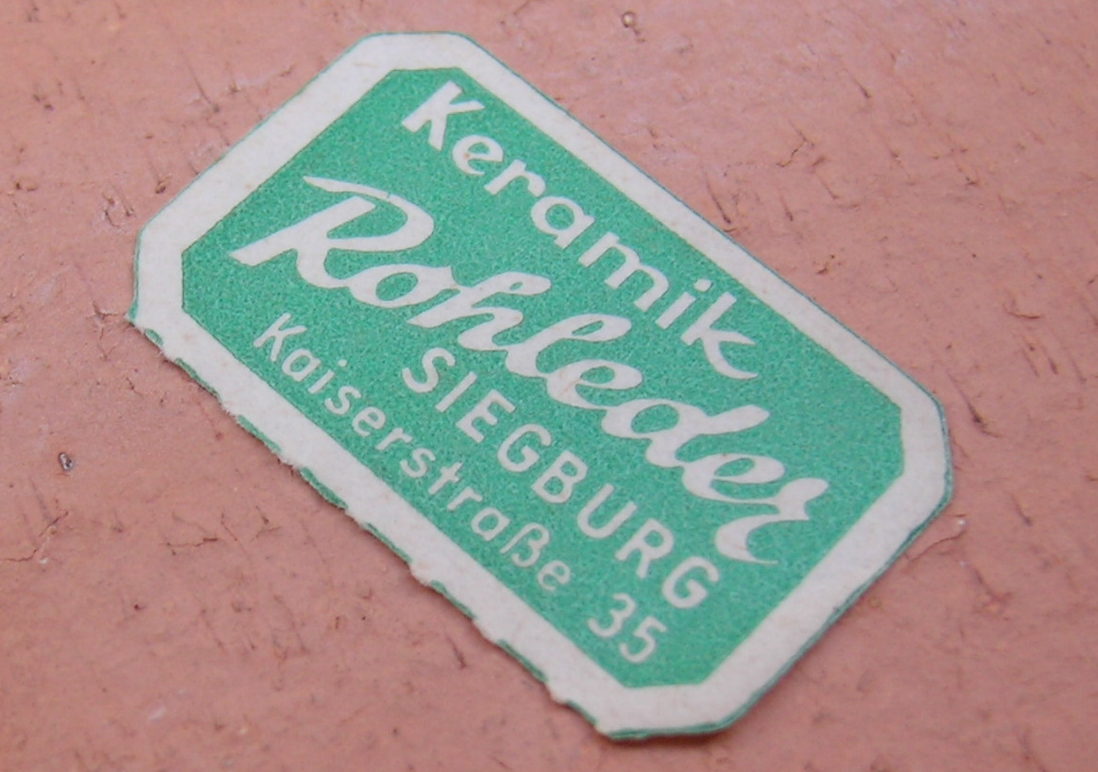 Keramik
Rohleder
SIEGBURG
Kaiserstraße 35